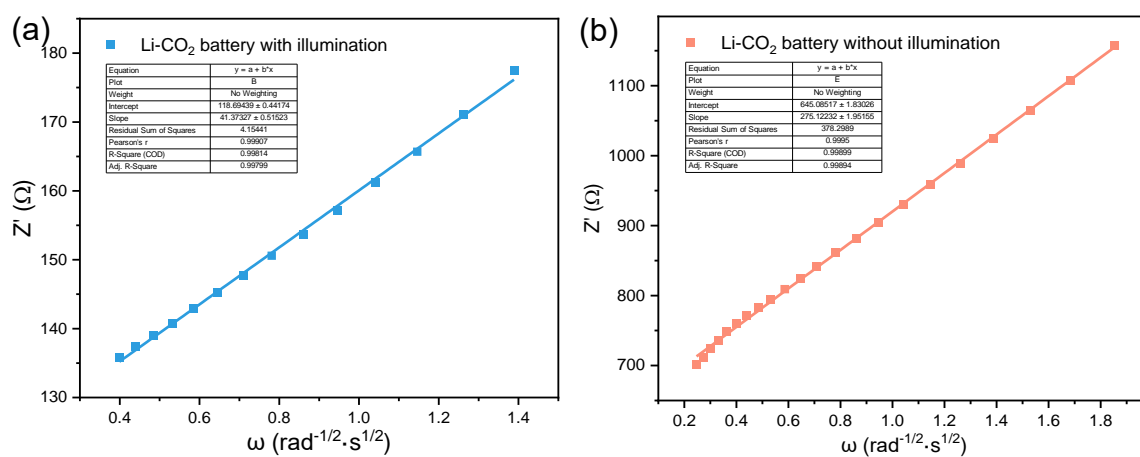 (a)
Li-CO₂ battery with illumination
Equation y = a + b*x
Plot B
Weight No Weighting
Intercept 118.69439 ± 0.44174
Slope 41.37327 ± 0.51523
Residual Sum of Squares 4.15441
Pearson's r 0.99907
R-Square (COD) 0.99814
Adj. R-Square 0.99799
180
170
160
150
140
130
Z' (Ω)
0.4 0.6 0.8 1.0 1.2 1.4
ω (rad⁻¹/²·s¹/²)
(b)
Li-CO₂ battery without illumination
Equation y = a + b*x
Plot E
Weight No Weighting
Intercept 645.08517 ± 1.83026
Slope 275.12232 ± 1.95155
Residual Sum of Squares 378.2989
Pearson's r 0.9995
R-Square (COD) 0.99899
Adj. R-Square 0.99894
1100
1000
900
800
700
Z' (Ω)
0.2 0.4 0.6 0.8 1.0 1.2 1.4 1.6 1.8
ω (rad⁻¹/²·s¹/²)